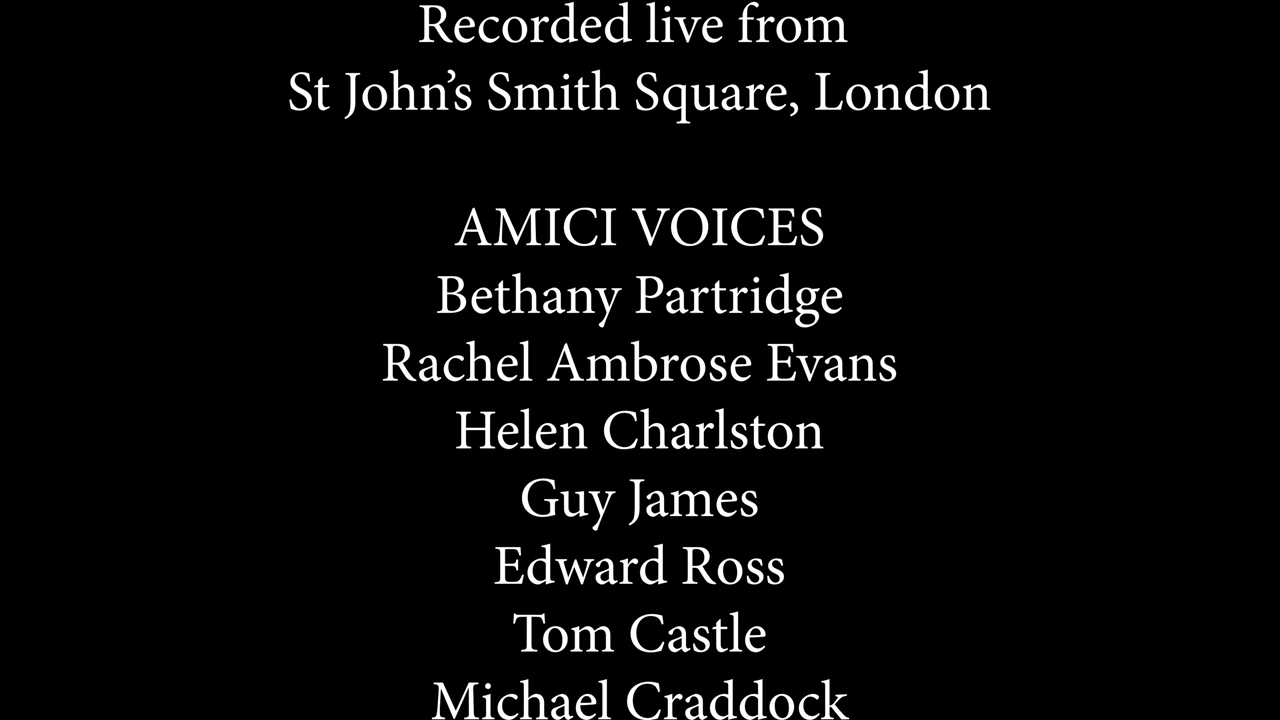 Recorded live from
St John’s Smith Square, London
AMICI VOICES
Bethany Partridge
Rachel Ambrose Evans
Helen Charlston
Guy James
Edward Ross
Tom Castle
Michael Craddock